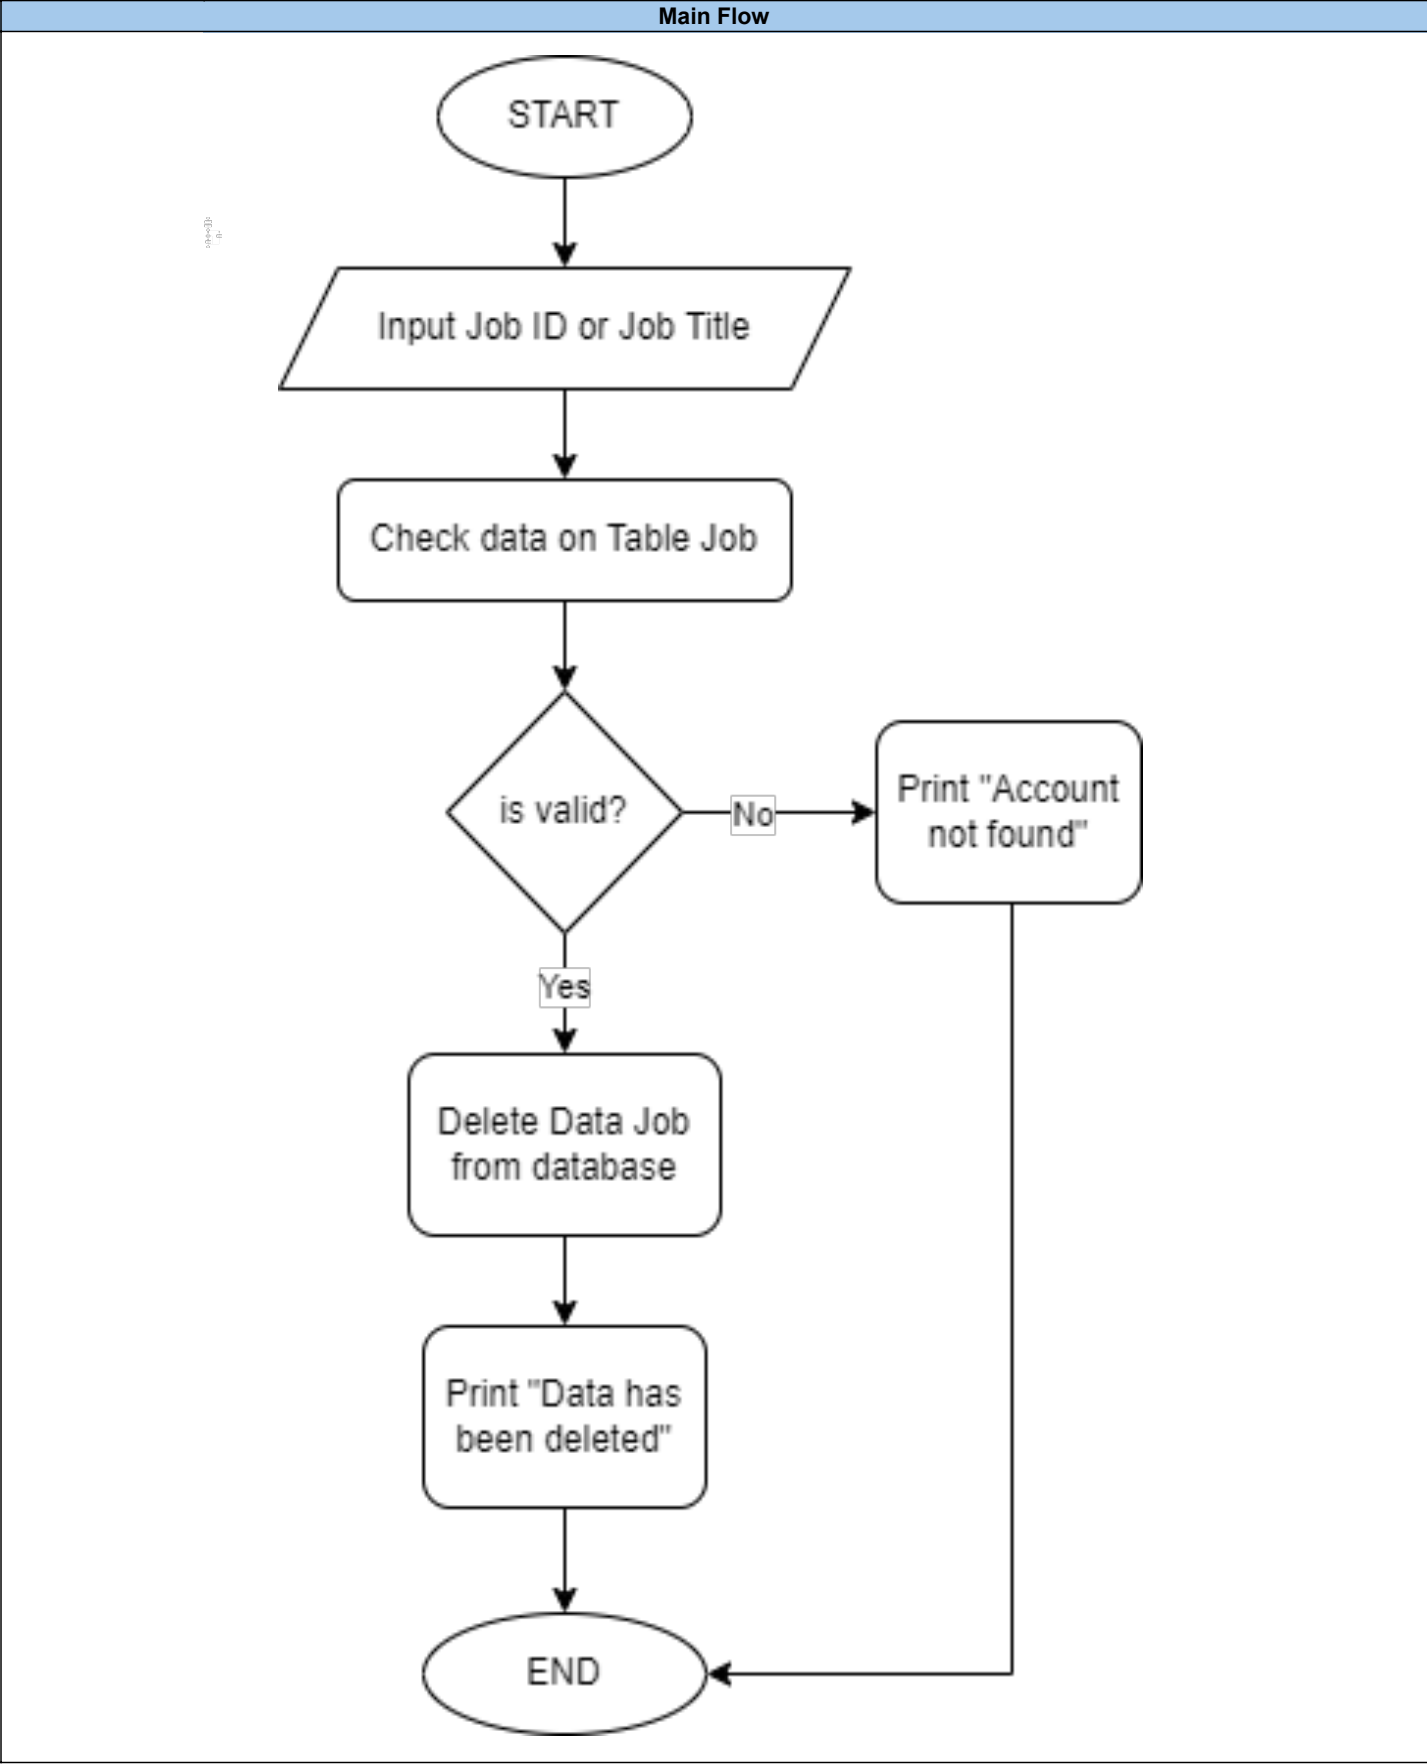 Main Flow
START
Input Job ID or Job Title
Check data on Table Job
is valid?
No
Print "Account
not found"
Yes
Delete Data Job
from database
Print "Data has
been deleted"
END